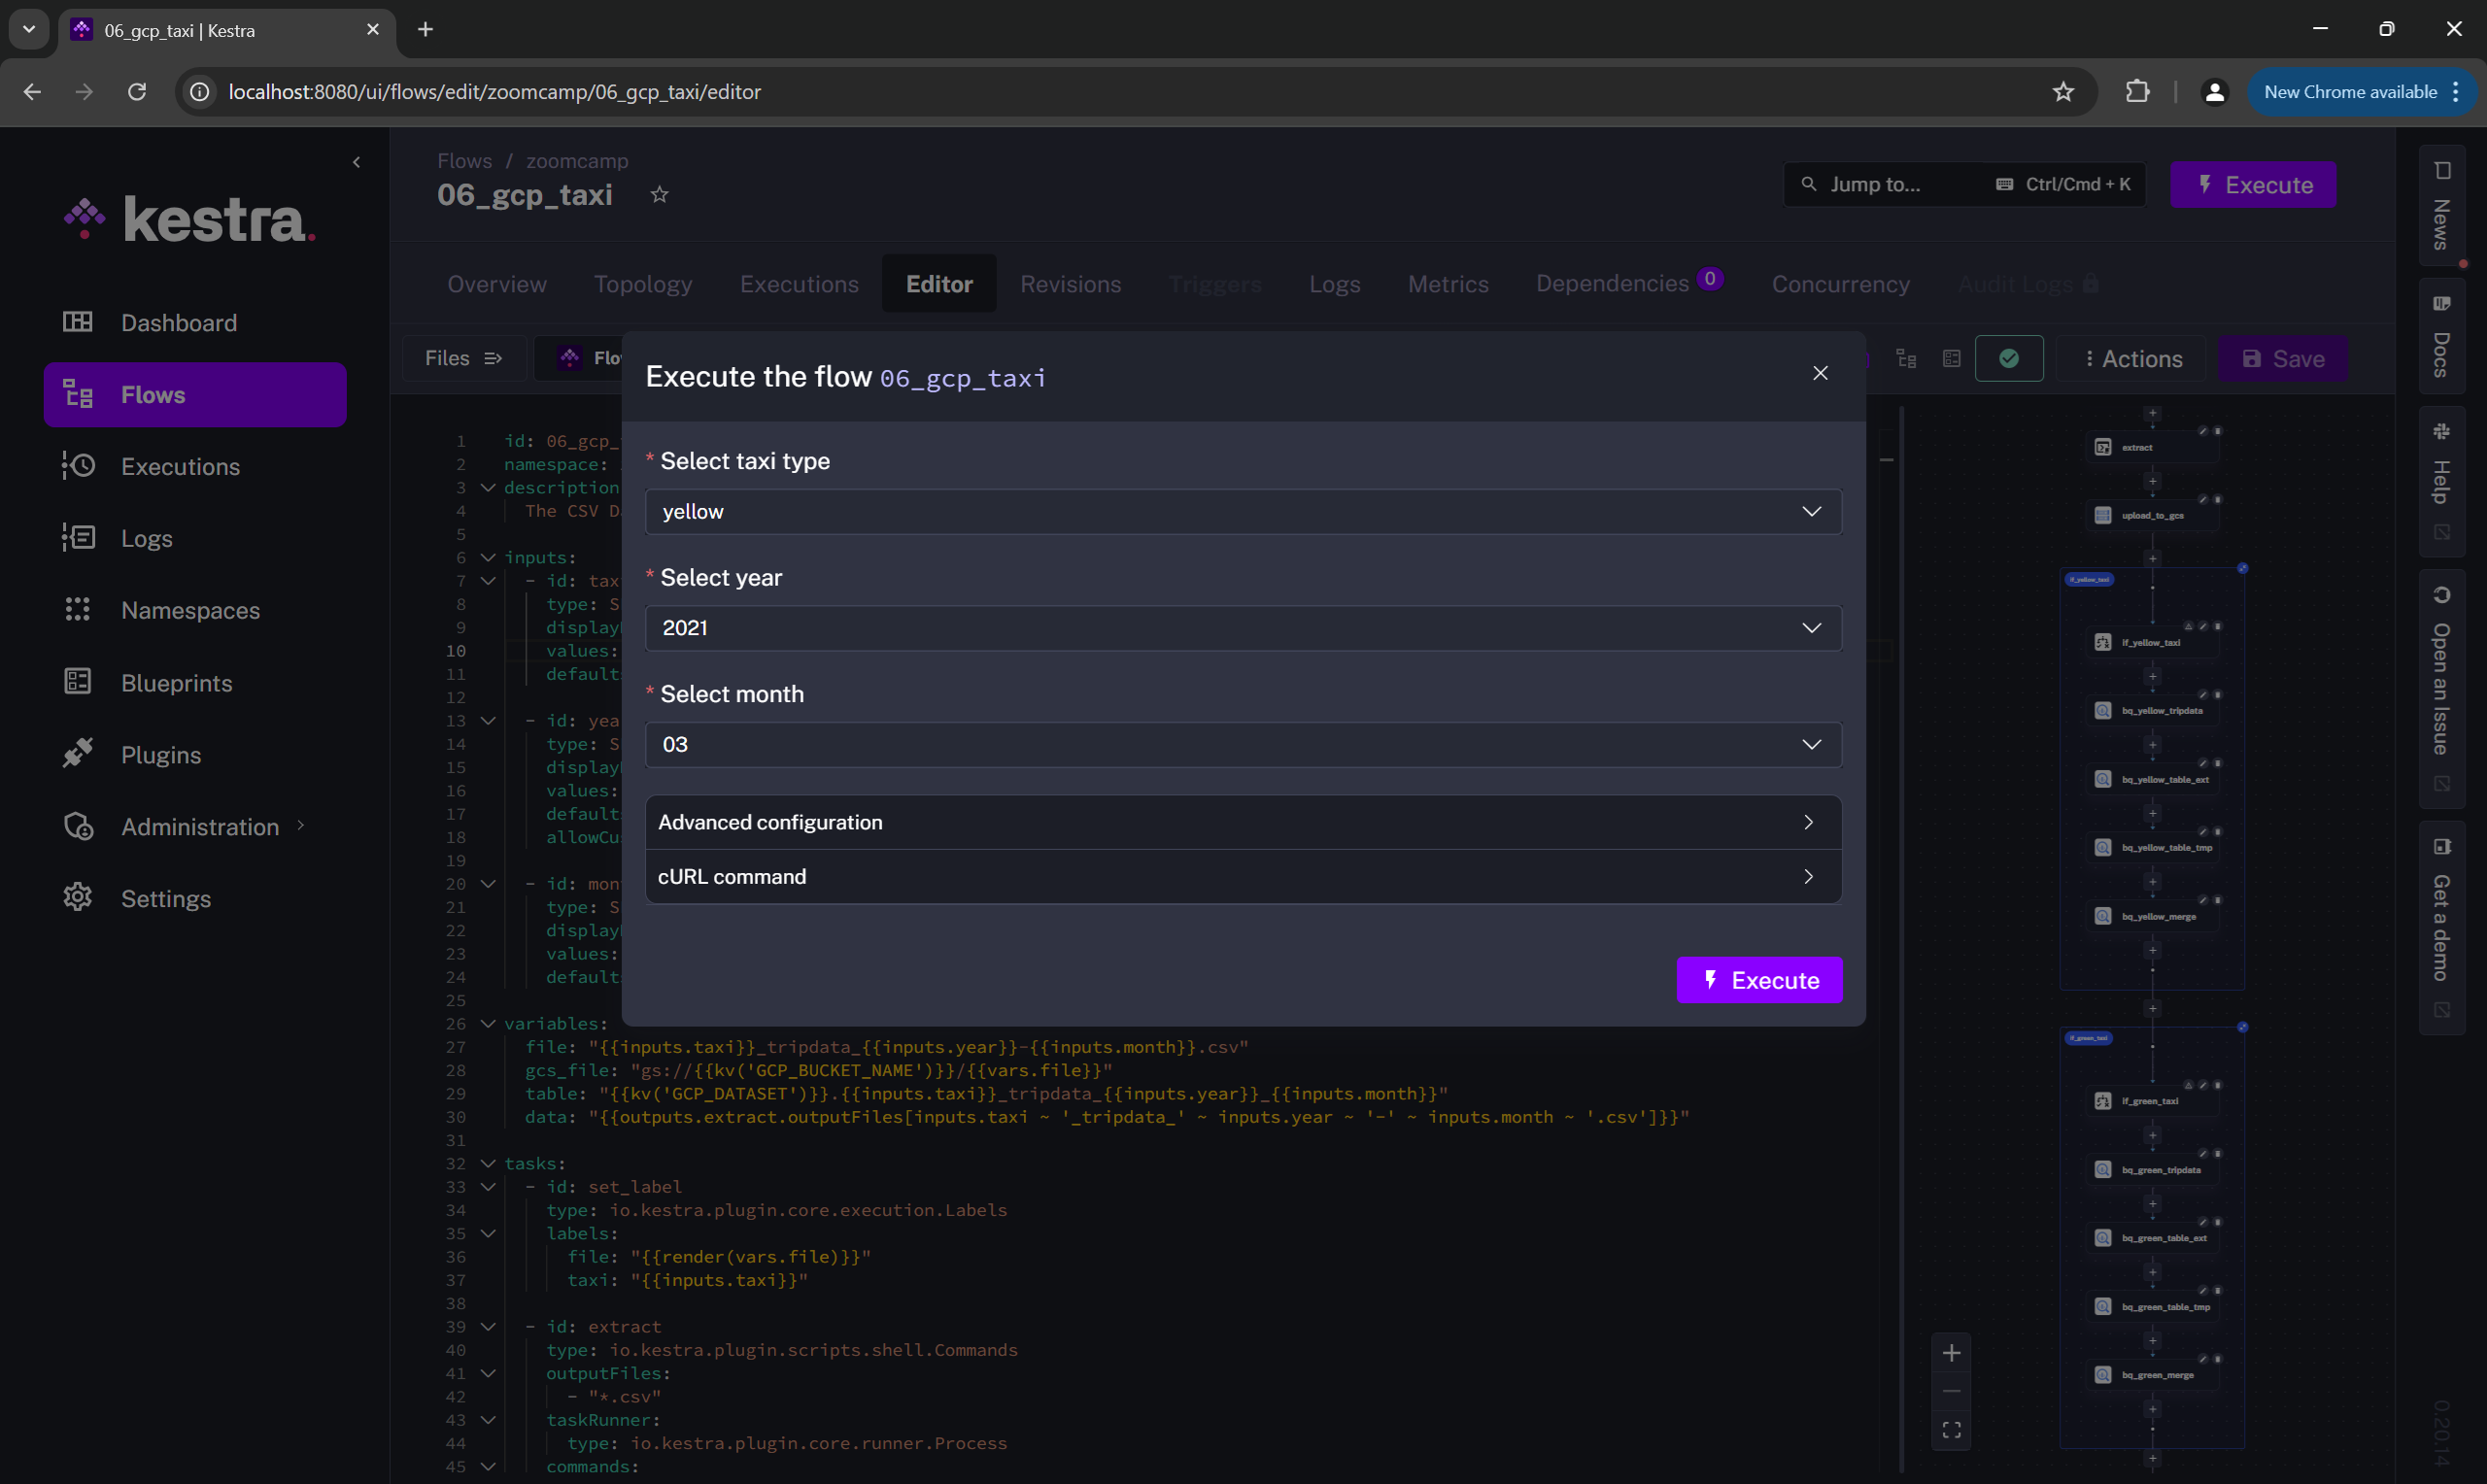 06_gcp_taxi | Kestra
localhost:8080/ui/flows/edit/zoomcamp/06_gcp_taxi/editor
New Chrome available
kestra.
Dashboard
Flows
Executions
Logs
Namespaces
Blueprints
Plugins
Administration
Settings
Flows / zoomcamp
06_gcp_taxi
Jump to...
Ctrl/Cmd + K
Execute
Overview
Topology
Executions
Editor
Revisions
Triggers
Logs
Metrics
Dependencies 0
Concurrency
Audit Logs
Files
Actions
Save
Execute the flow 06_gcp_taxi
* Select taxi type
yellow
* Select year
2021
* Select month
03
Advanced configuration
cURL command
Execute
1 id: 06_gcp_
2 namespace:
3 description
4 The CSV D
5
6 inputs:
7 - id: tax
8 type: S
9 display
10 values:
11 default
12
13 - id: yea
14 type: S
15 display
16 values:
17 default
18 allowCu
19
20 - id: mon
21 type: S
22 display
23 values:
24 default
25
26 variables:
27 file: "{{inputs.taxi}}_tripdata_{{inputs.year}}-{{inputs.month}}.csv"
28 gcs_file: "gs://{{kv('GCP_BUCKET_NAME')}}/{{vars.file}}"
29 table: "{{kv('GCP_DATASET')}}.{{inputs.taxi}}_tripdata_{{inputs.year}}_{{inputs.month}}"
30 data: "{{outputs.extract.outputFiles[inputs.taxi ~ '_tripdata_' ~ inputs.year ~ '-' ~ inputs.month ~ '.csv']}}"
31
32 tasks:
33 - id: set_label
34 type: io.kestra.plugin.core.execution.Labels
35 labels:
36 file: "{{render(vars.file)}}"
37 taxi: "{{inputs.taxi}}"
38
39 - id: extract
40 type: io.kestra.plugin.scripts.shell.Commands
41 outputFiles:
42 - "*.csv"
43 taskRunner:
44 type: io.kestra.plugin.core.runner.Process
45 commands:
extract
upload_to_gcs
if_yellow_taxi
if_yellow_taxi
bq_yellow_tripdata
bq_yellow_table_ext
bq_yellow_table_tmp
bq_yellow_merge
if_green_taxi
if_green_taxi
bq_green_tripdata
bq_green_table_ext
bq_green_table_tmp
bq_green_merge
News
Docs
Help
Open an Issue
Get a demo
0.20.14